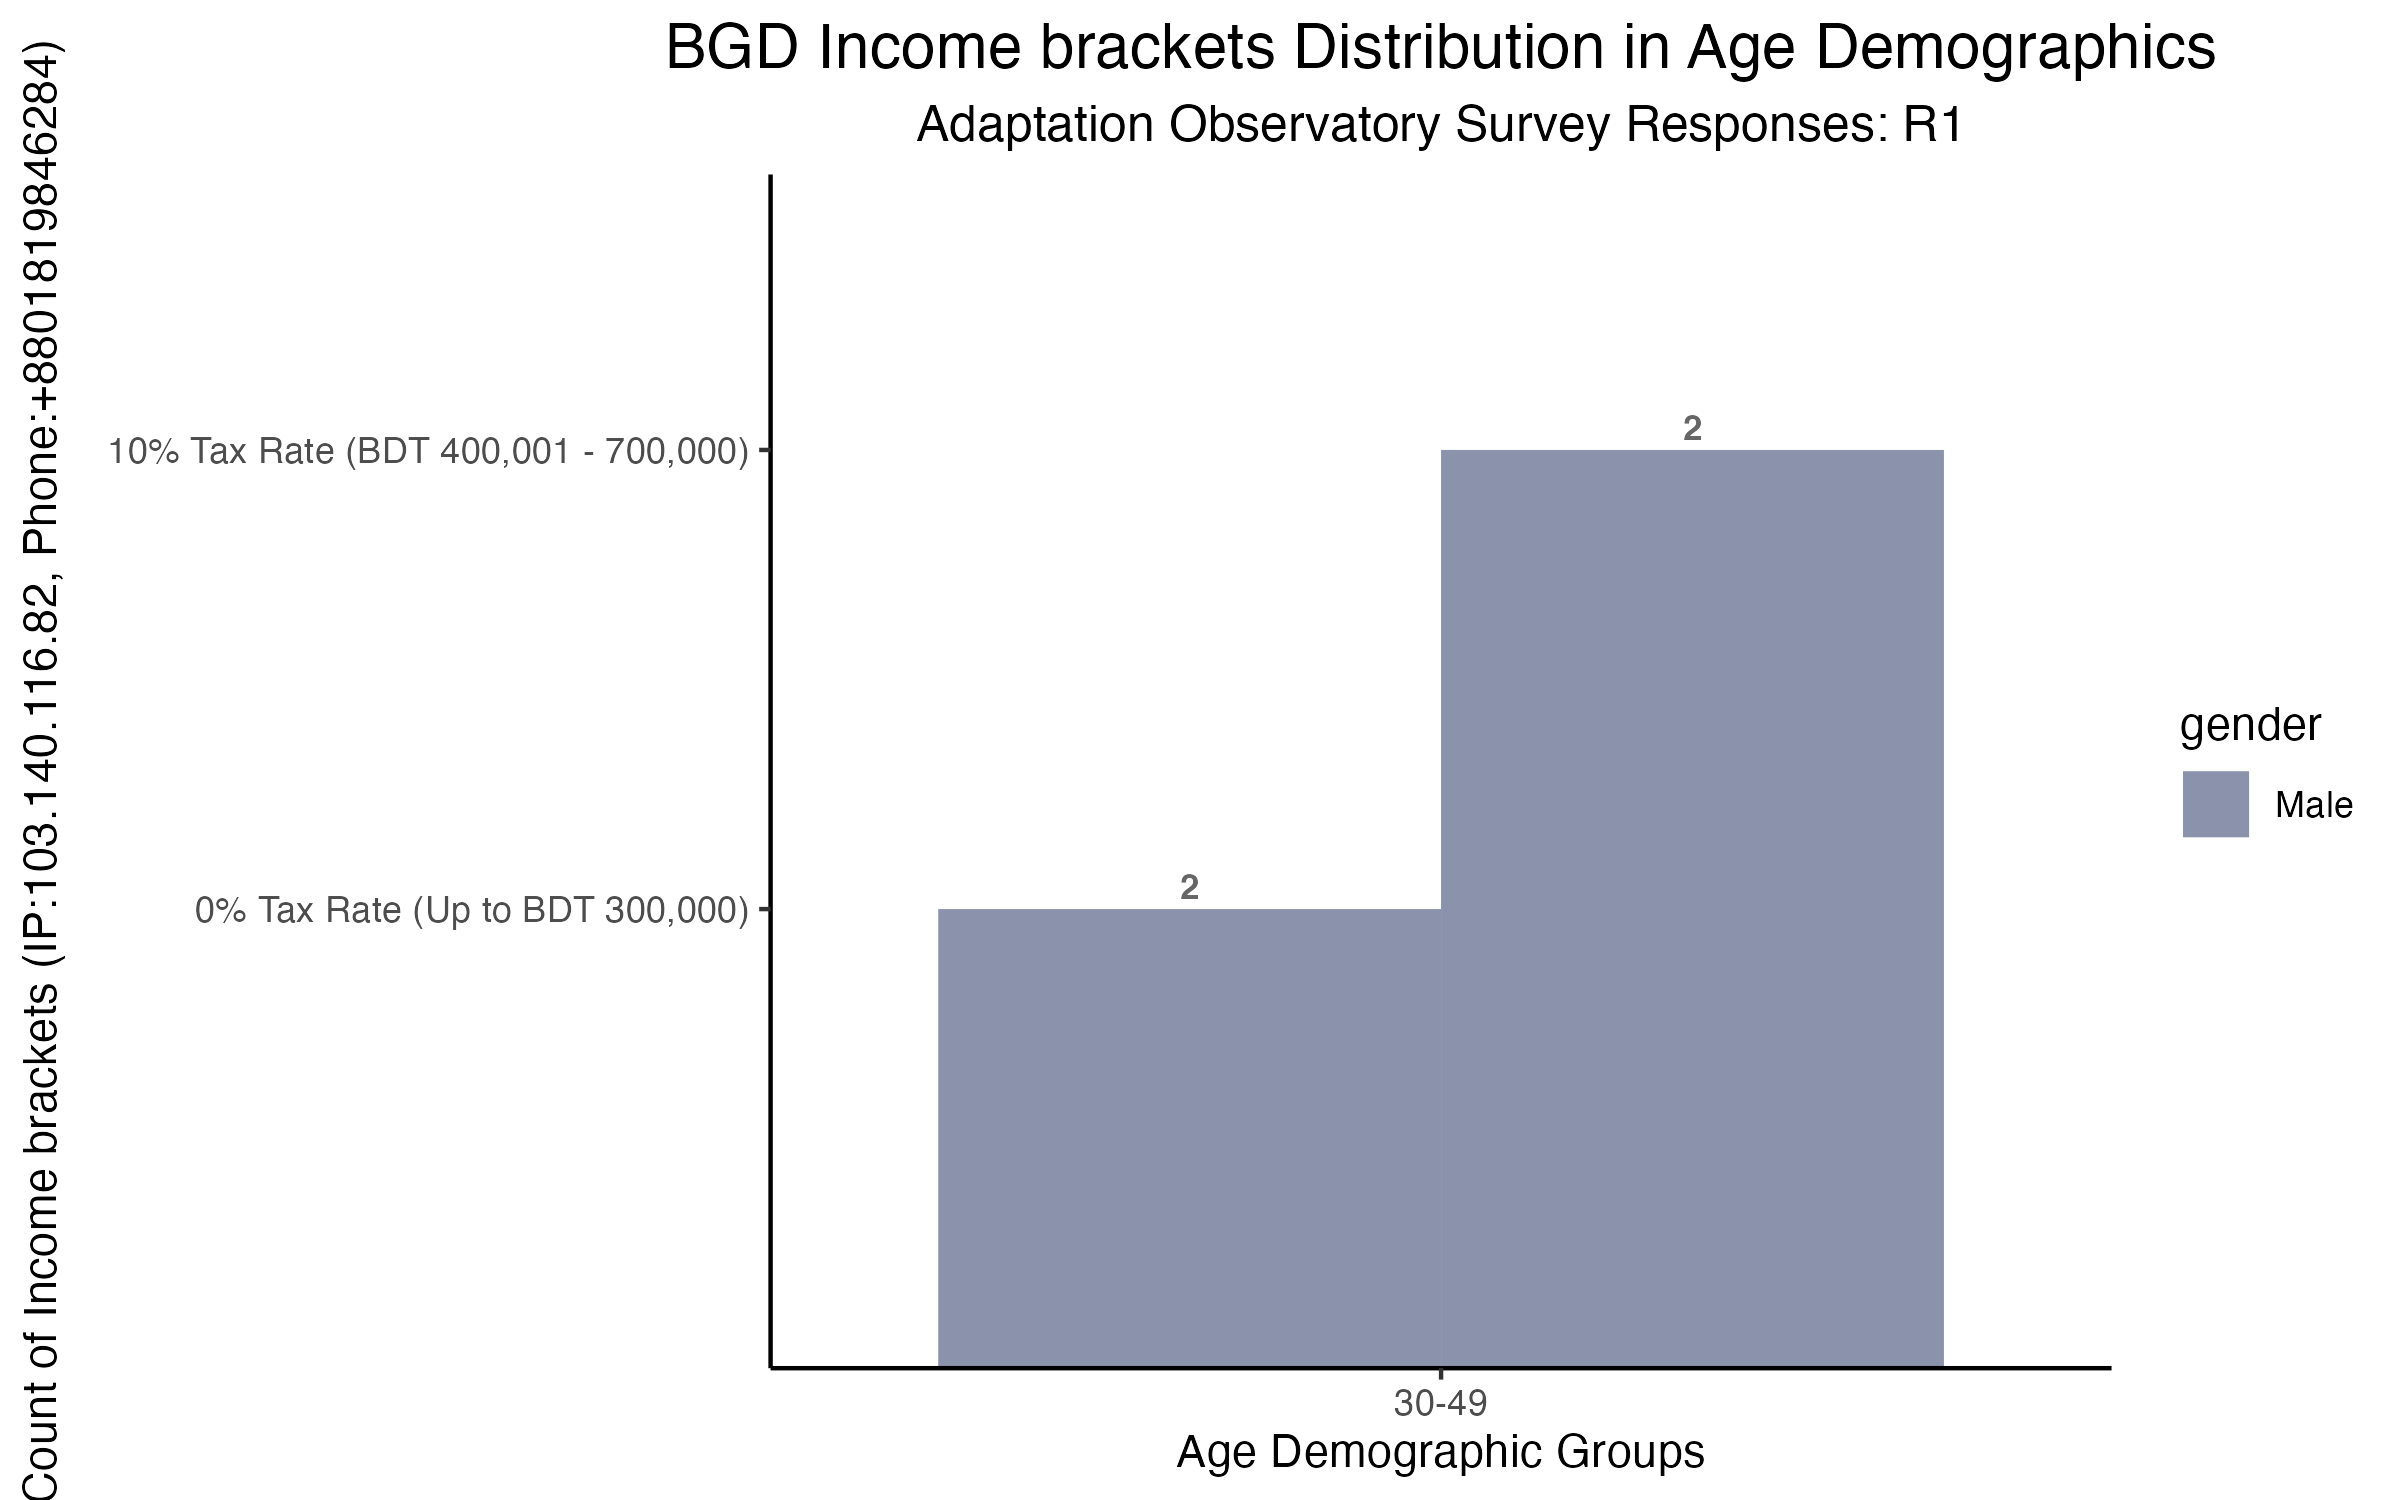 BGD Income brackets Distribution in Age Demographics
Adaptation Observatory Survey Responses: R1
Count of Income brackets (IP:103.140.116.82, Phone:+8801819846284)
10% Tax Rate (BDT 400,001 - 700,000)
0% Tax Rate (Up to BDT 300,000)
2
2
30-49
Age Demographic Groups
gender
Male